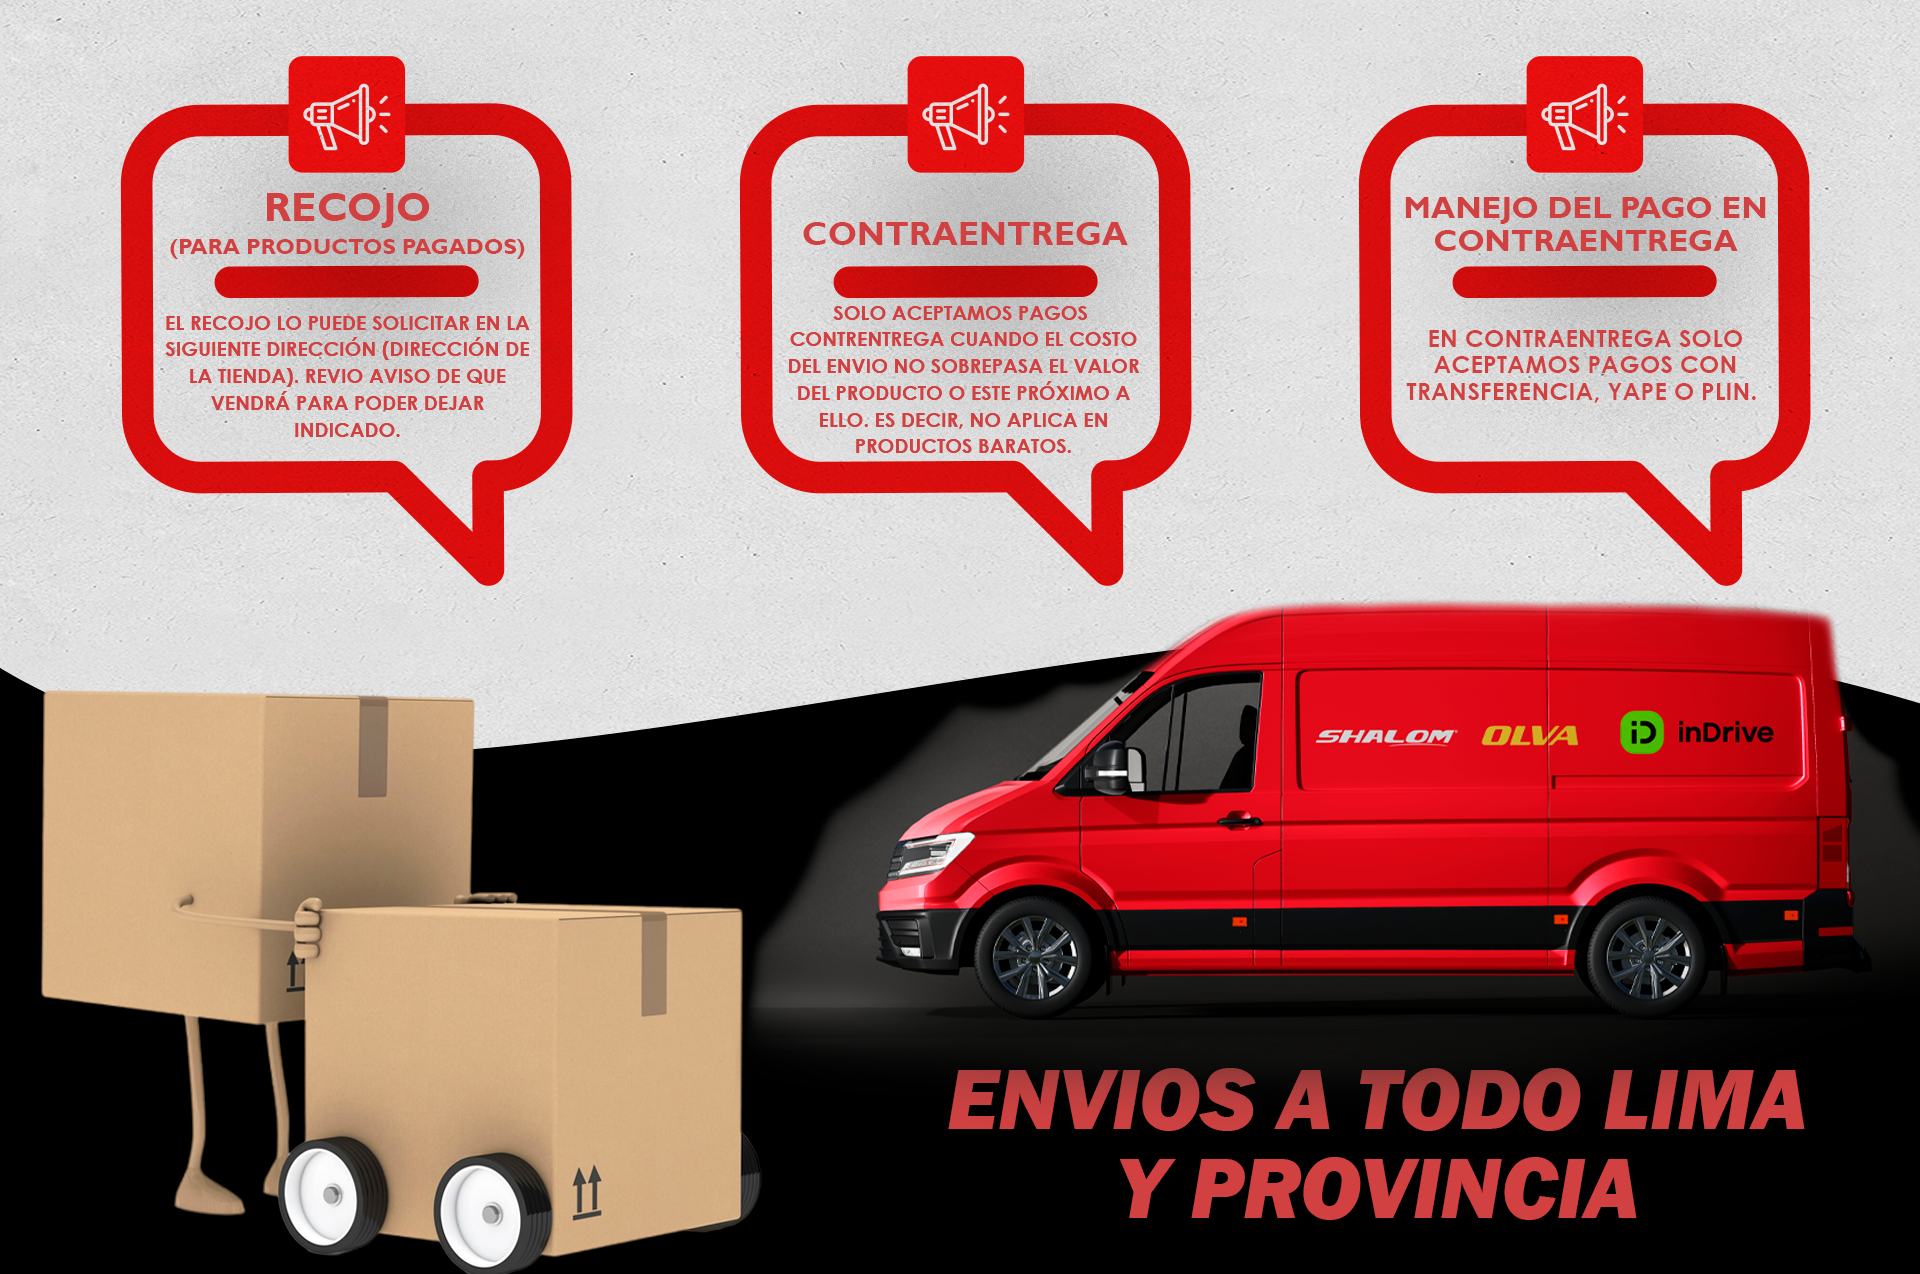 RECOJO
(PARA PRODUCTOS PAGADOS)
EL RECOJO LO PUEDE SOLICITAR EN LA
SIGUIENTE DIRECCIÓN (DIRECCIÓN DE
LA TIENDA). REVIO AVISO DE QUE
VENDRÁ PARA PODER DEJAR
INDICADO.
CONTRAENTREGA
SOLO ACEPTAMOS PAGOS
CONTRENTREGA CUANDO EL COSTO
DEL ENVIO NO SOBREPASA EL VALOR
DEL PRODUCTO O ESTE PRÓXIMO A
ELLO. ES DECIR, NO APLICA EN
PRODUCTOS BARATOS.
MANEJO DEL PAGO EN
CONTRAENTREGA
EN CONTRAENTREGA SOLO
ACEPTAMOS PAGOS CON
TRANSFERENCIA, YAPE O PLIN.
SHALOM OLVA iD inDrive
ENVIOS A TODO LIMA
Y PROVINCIA